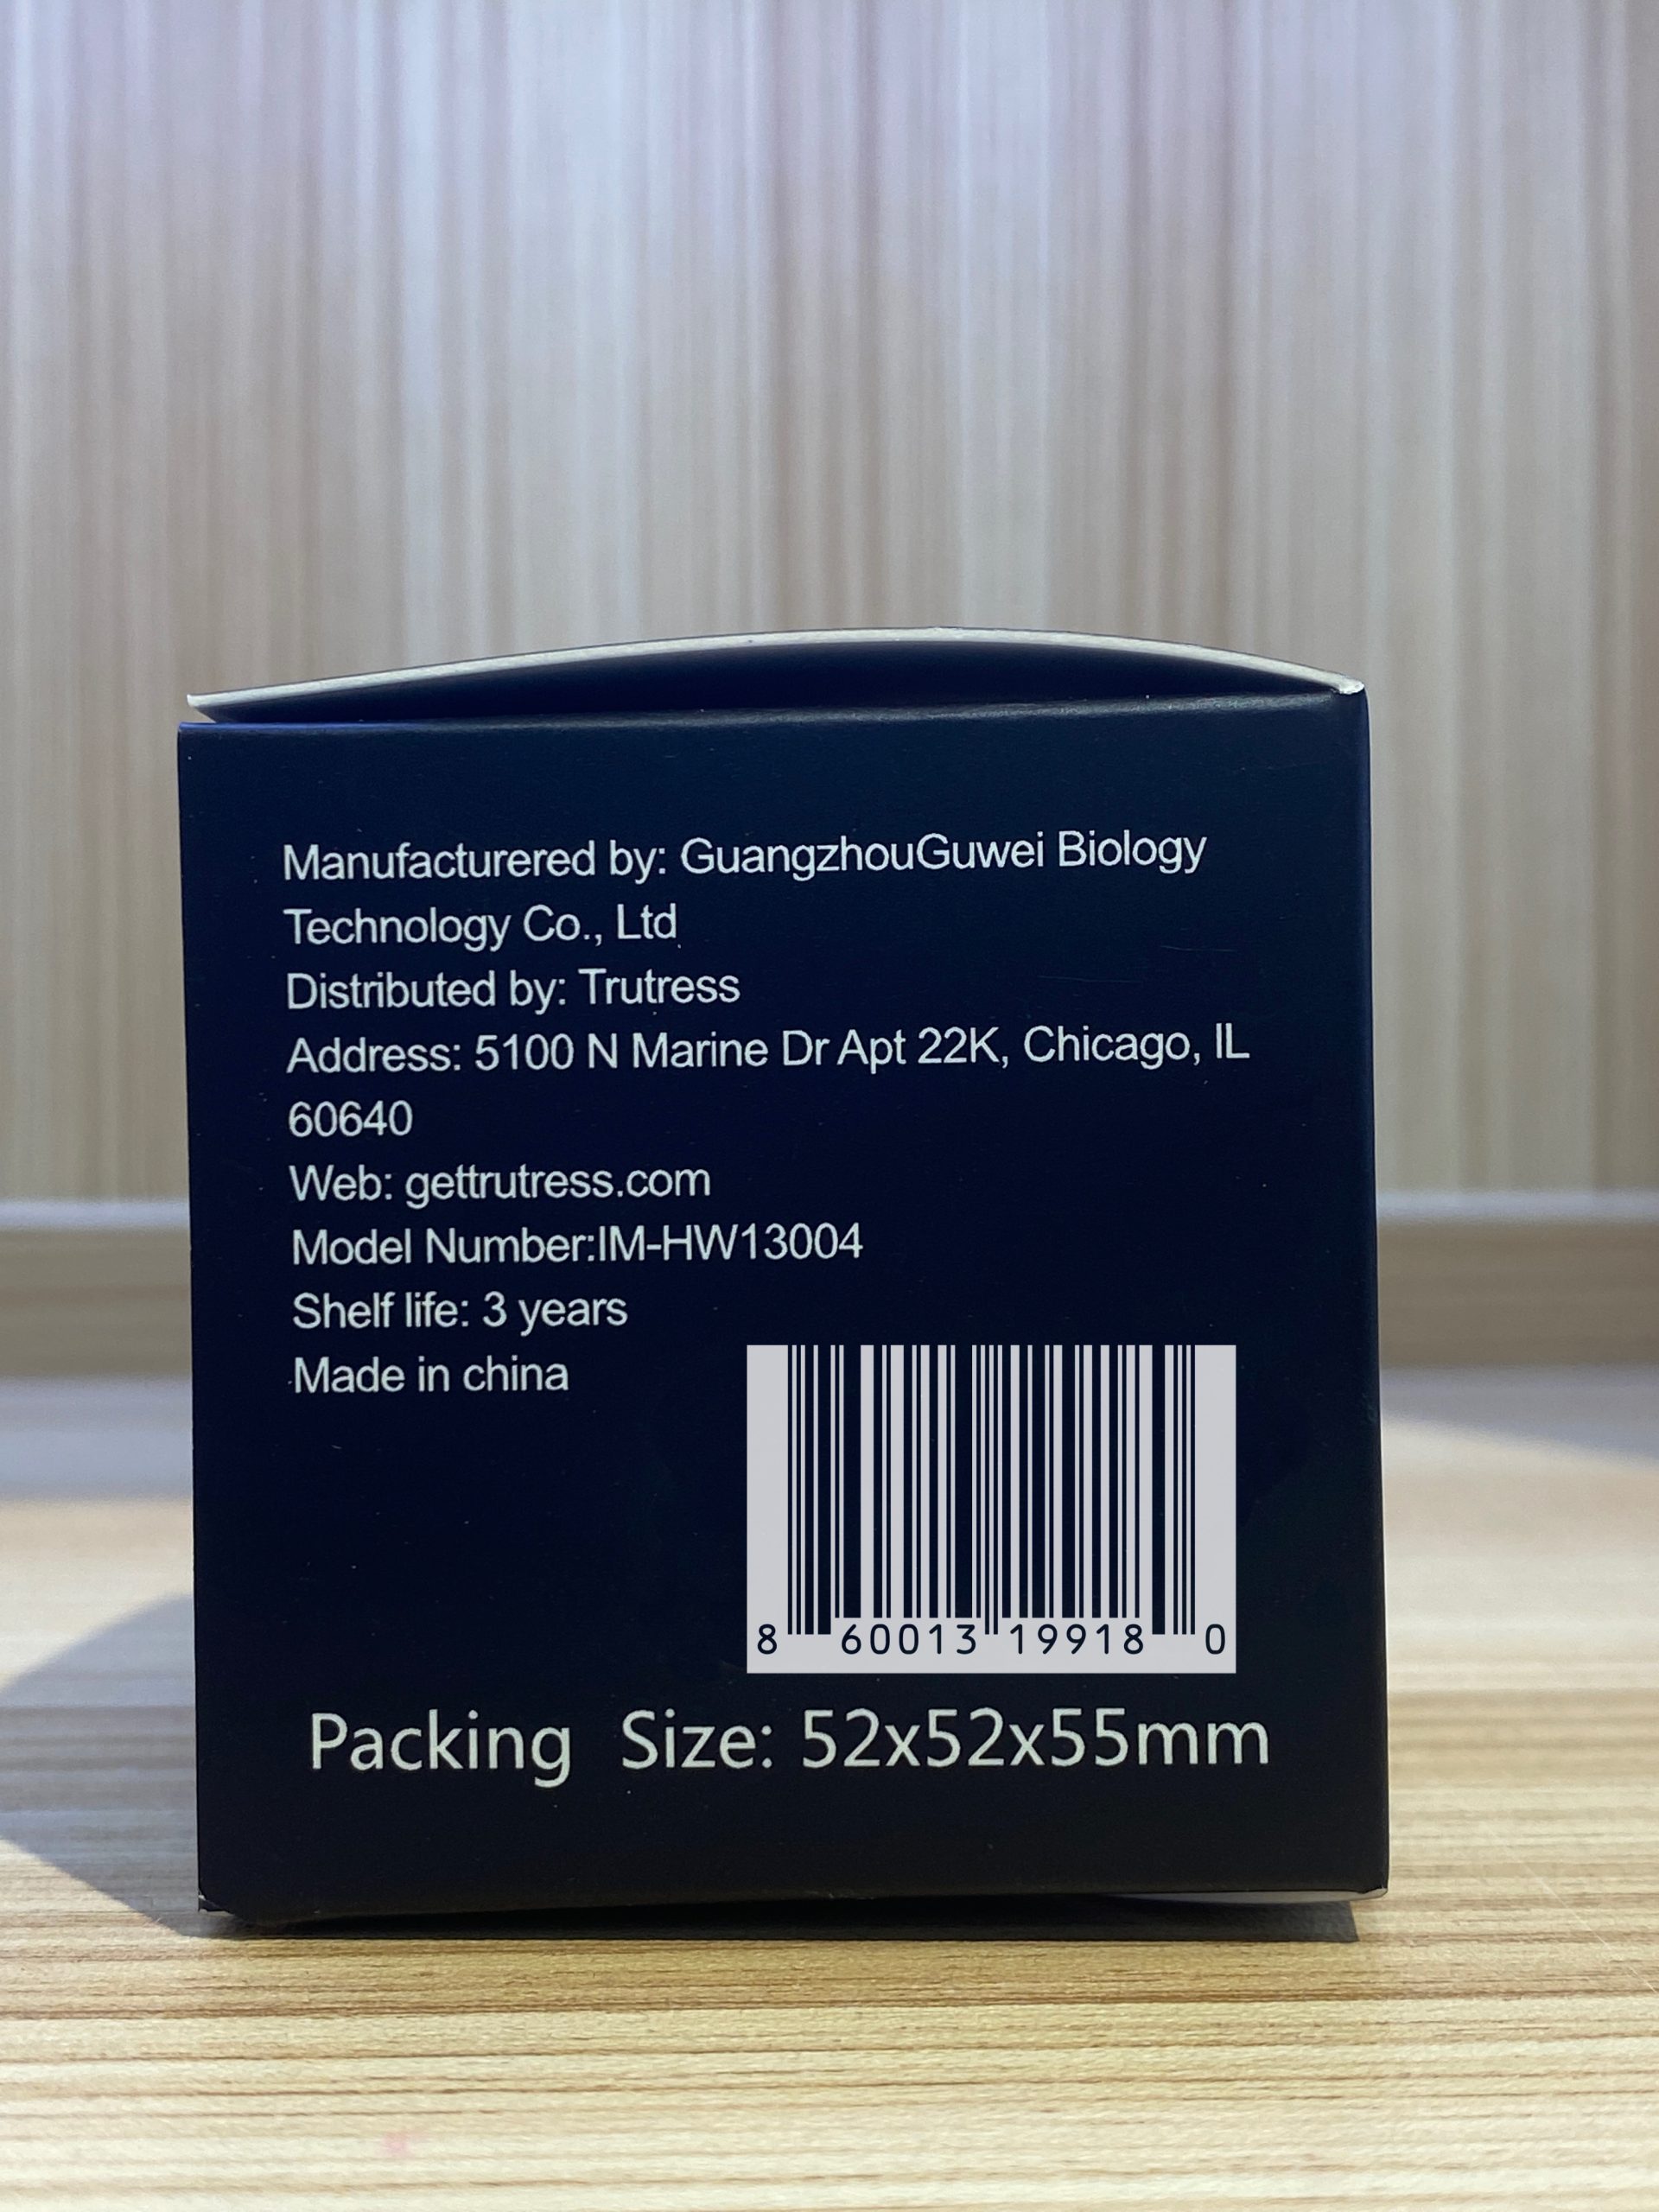 Manufacturered by: GuangzhouGuwei Biology
Technology Co., Ltd
Distributed by: Trutress
Address: 5100 N Marine Dr Apt 22K, Chicago, IL
60640
Web: gettrutress.com
Model Number:IM-HW13004
Shelf life: 3 years
Made in china
8 60013 19918 0
Packing Size: 52x52x55mm